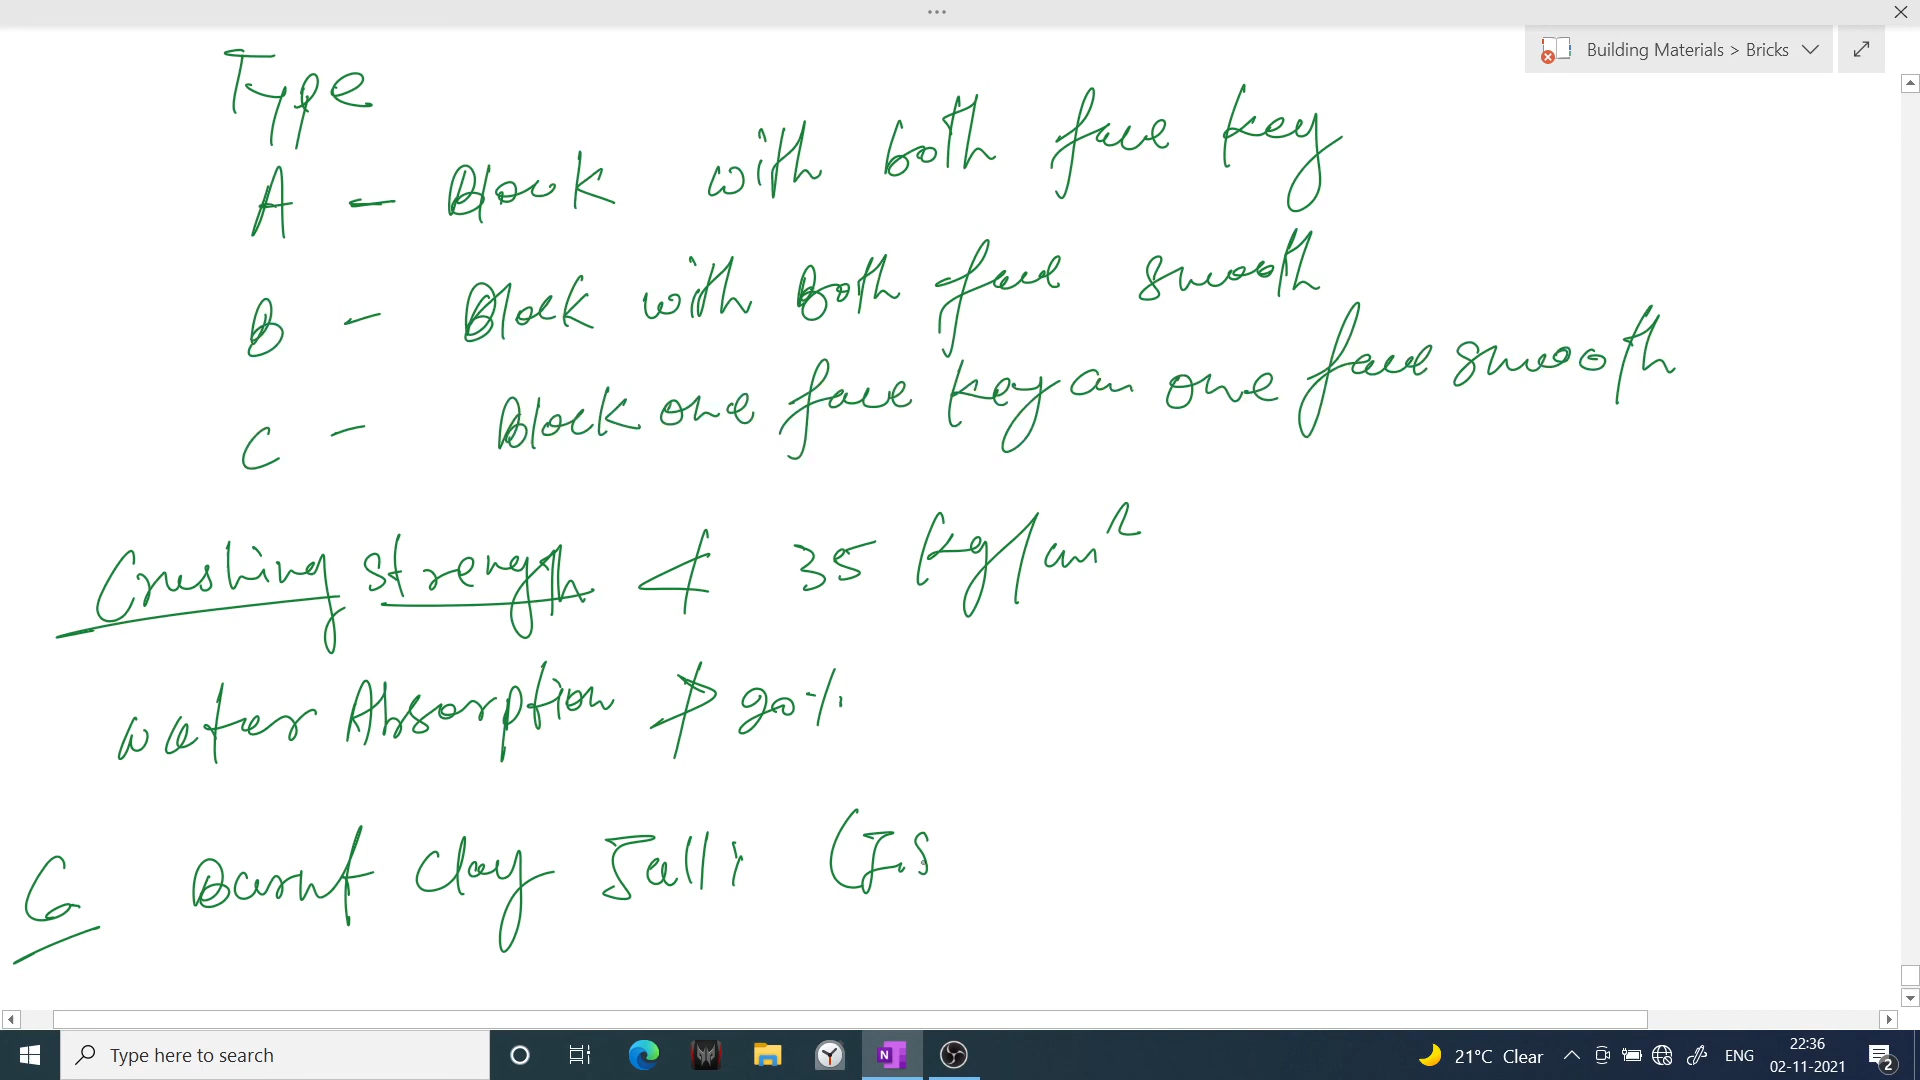 Building Materials > Bricks
Type
A - Block with both face key
B - Block with Both face smooth
C - Block one face key an one face smooth
Crushing strength ≮ 35 kg/cm²
water Absorption ≯ 20%
6 Burnt Clay Jalli (I.S
Type here to search
21°C Clear
ENG
22:36
02-11-2021
2